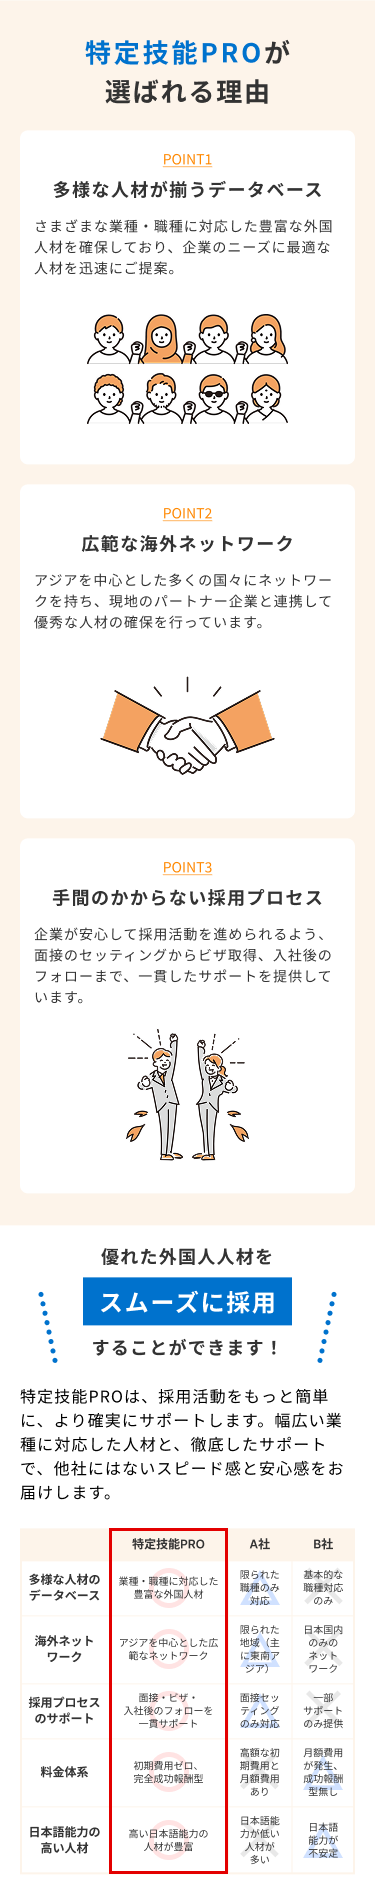 特定技能PROが
選ばれる理由
POINT1
多様な人材が揃うデータベース
さまざまな業種・職種に対応した豊富な外国
人材を確保しており、企業のニーズに最適な
人材を迅速にご提案。
POINT2
広範な海外ネットワーク
アジアを中心とした多くの国々にネットワー
クを持ち、現地のパートナー企業と連携して
優秀な人材の確保を行っています。
POINT3
手間のかからない採用プロセス
企業が安心して採用活動を進められるよう、
面接のセッティングからビザ取得、入社後の
フォローまで、一貫したサポートを提供して
います。
優れた外国人人材を
スムーズに採用
することができます！
特定技能PROは、採用活動をもっと簡単
に、より確実にサポートします。幅広い業
種に対応した人材と、徹底したサポート
で、他社にはないスピード感と安心感をお
届けします。
特定技能PRO
A社
B社
多様な人材の
データベース
業種・職種に対応した
豊富な外国人材
限られた
職種のみ
対応
基本的な
職種対応
のみ
海外ネット
ワーク
アジアを中心とした広
範なネットワーク
限られた
地域（主
に東南ア
ジア）
日本国内
のみの
ネット
ワーク
採用プロセス
のサポート
面接・ビザ・
入社後のフォローを
一貫サポート
面接セッ
ティング
のみ対応
一部
サポート
のみ提供
料金体系
初期費用ゼロ、
完全成功報酬型
高額な初
期費用と
月額費用
あり
月額費用
が発生、
成功報酬
型無し
日本語能力の
高い人材
高い日本語能力の
人材が豊富
日本語能
力が低い
人材が
多い
日本語
能力が
不安定